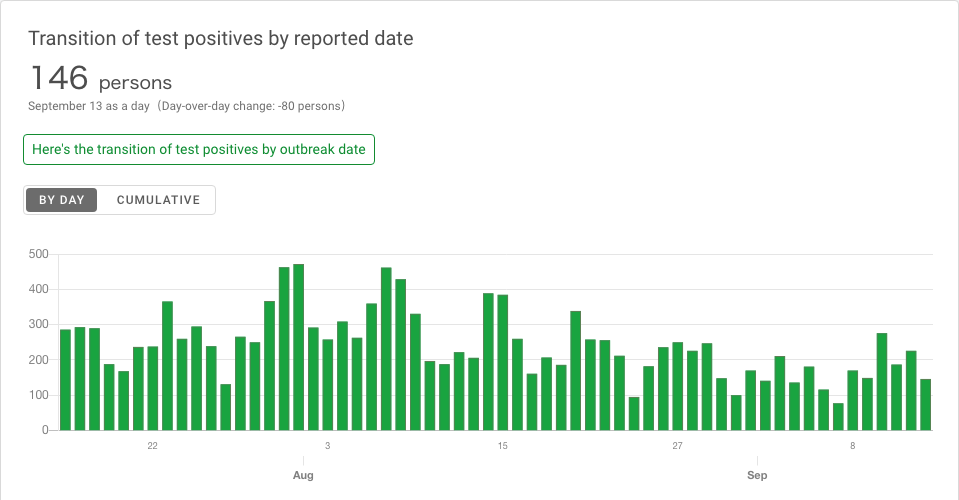 Transition of test positives by reported date
146 persons
September 13 as a day（Day-over-day change: -80 persons）
Here's the transition of test positives by outbreak date
BY DAY CUMULATIVE
500
400
300
200
100
0
22 3 15 27 8
Aug Sep